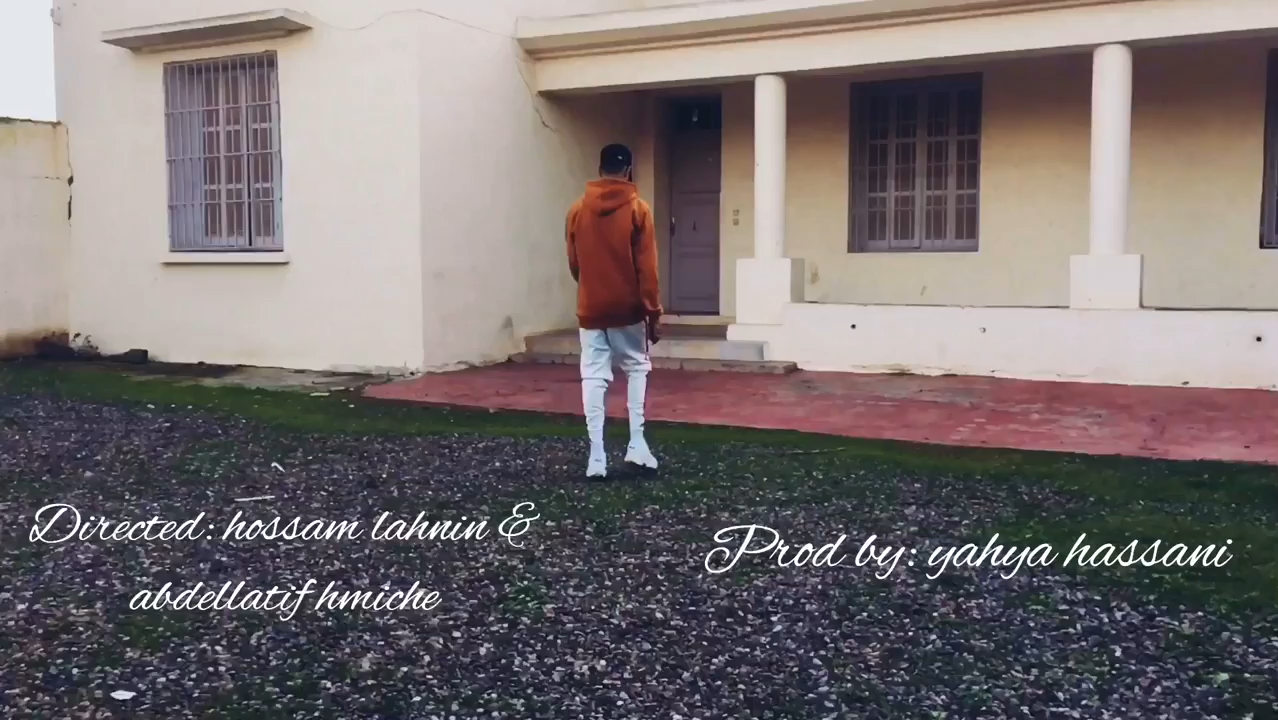 Directed: hossam lahnin &
abdellatif hmiche
Prod by: yahya hassani